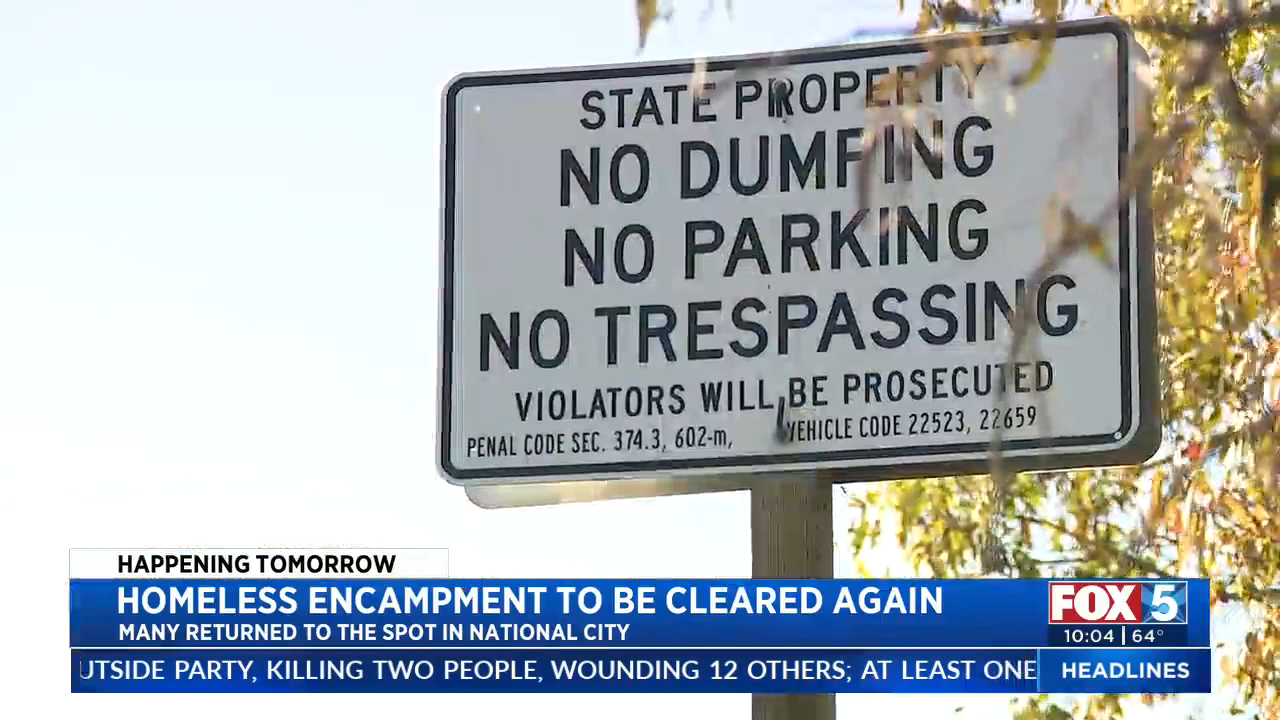 STATE PROPERTY
NO DUMPING
NO PARKING
NO TRESPASSING
VIOLATORS WILL BE PROSECUTED
PENAL CODE SEC. 374.3, 602-m, VEHICLE CODE 22523, 22659
HAPPENING TOMORROW
HOMELESS ENCAMPMENT TO BE CLEARED AGAIN
MANY RETURNED TO THE SPOT IN NATIONAL CITY
FOX 5
10:04 | 64°
UTSIDE PARTY, KILLING TWO PEOPLE, WOUNDING 12 OTHERS; AT LEAST ONE
HEADLINES